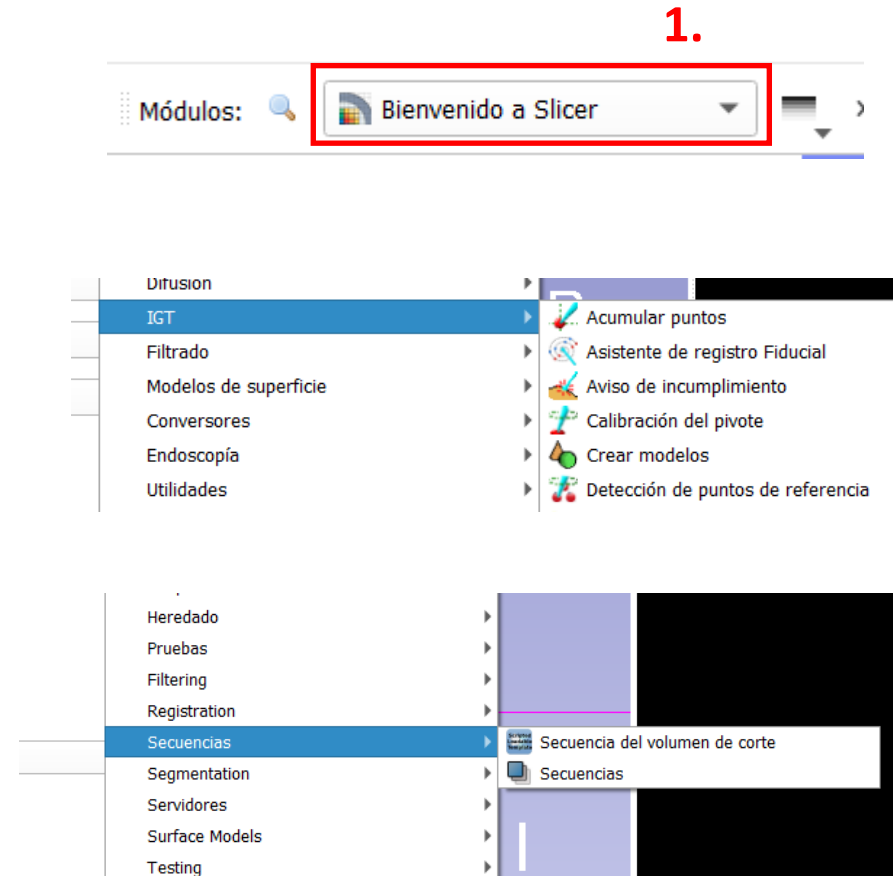 1.
Módulos: Bienvenido a Slicer
Difusión
IGT
Acumular puntos
Filtrado
Asistente de registro Fiducial
Modelos de superficie
Aviso de incumplimiento
Conversores
Calibración del pivote
Endoscopía
Crear modelos
Utilidades
Detección de puntos de referencia
Heredado
Pruebas
Filtering
Registration
Secuencias
Secuencia del volumen de corte
Segmentation
Secuencias
Servidores
Surface Models
Testing